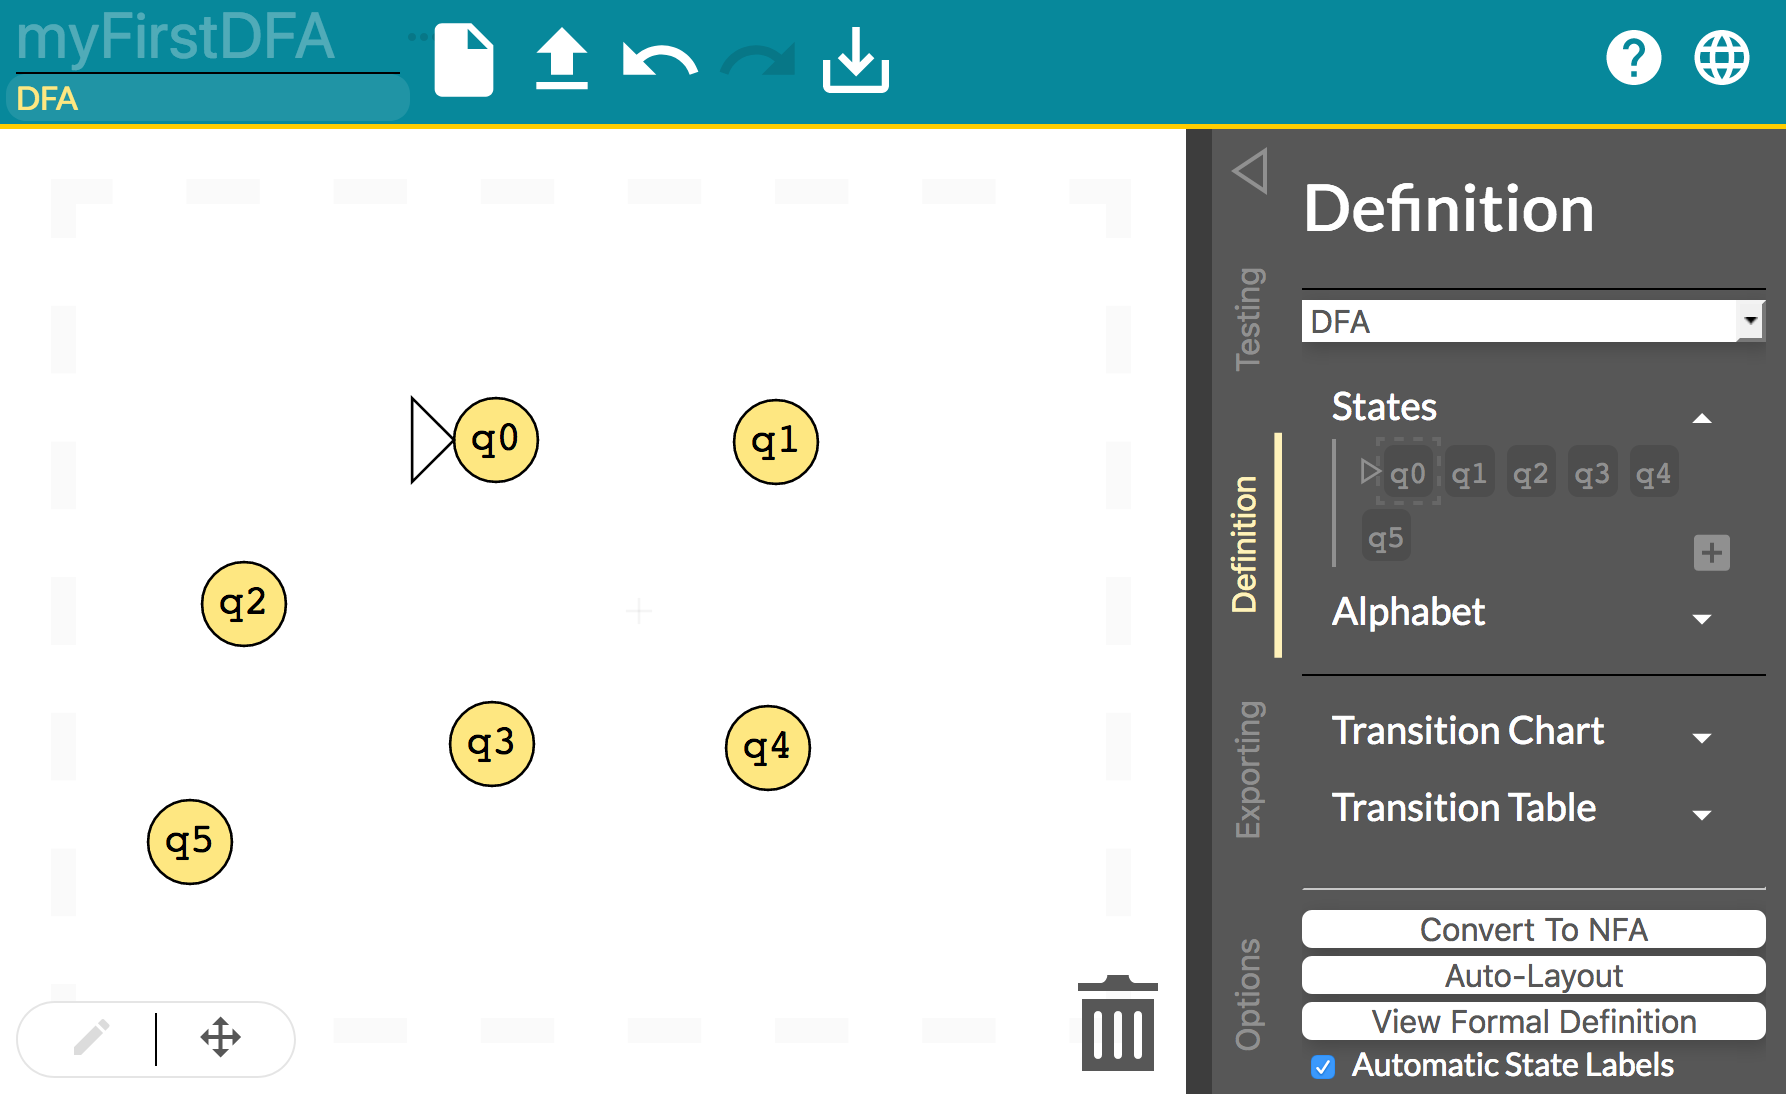 myFirstDFA
DFA
q0
q1
q2
q3
q4
q5
Testing
Definition
Exporting
Options
Definition
DFA
States
q0 q1 q2 q3 q4
q5
Alphabet
Transition Chart
Transition Table
Convert To NFA
Auto-Layout
View Formal Definition
Automatic State Labels